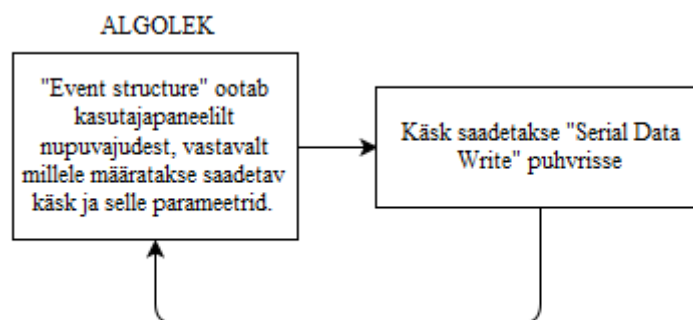 ALGOLEK
"Event structure" ootab
kasutajapaneelilt
nupuvajudest, vastavalt
millele määratakse saadetav
käsk ja selle parameetrid.
Käsk saadetakse "Serial Data
Write" puhvrisse